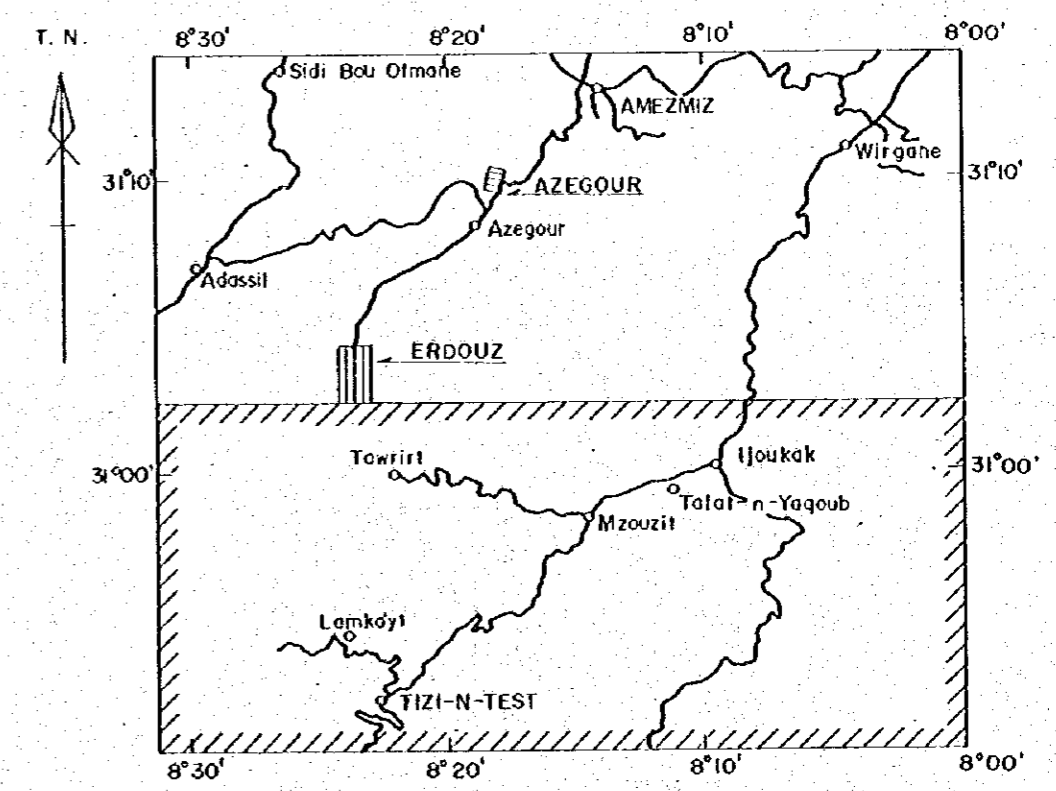 T. N.
8°30' 8°20' 8°10' 8°00'
Sidi Bou Otmane
AMEZMIZ
Wirgane
31°10' 31°10'
AZEGOUR
Azegour
Adassil
ERDOUZ
Tawrirt
Ijoukak
31°00' 31°00'
Talat-n-Yaqoub
Mzouzit
Lamkdyt
TIZI-N-TEST
8°30' 8°20' 8°10' 8°00'